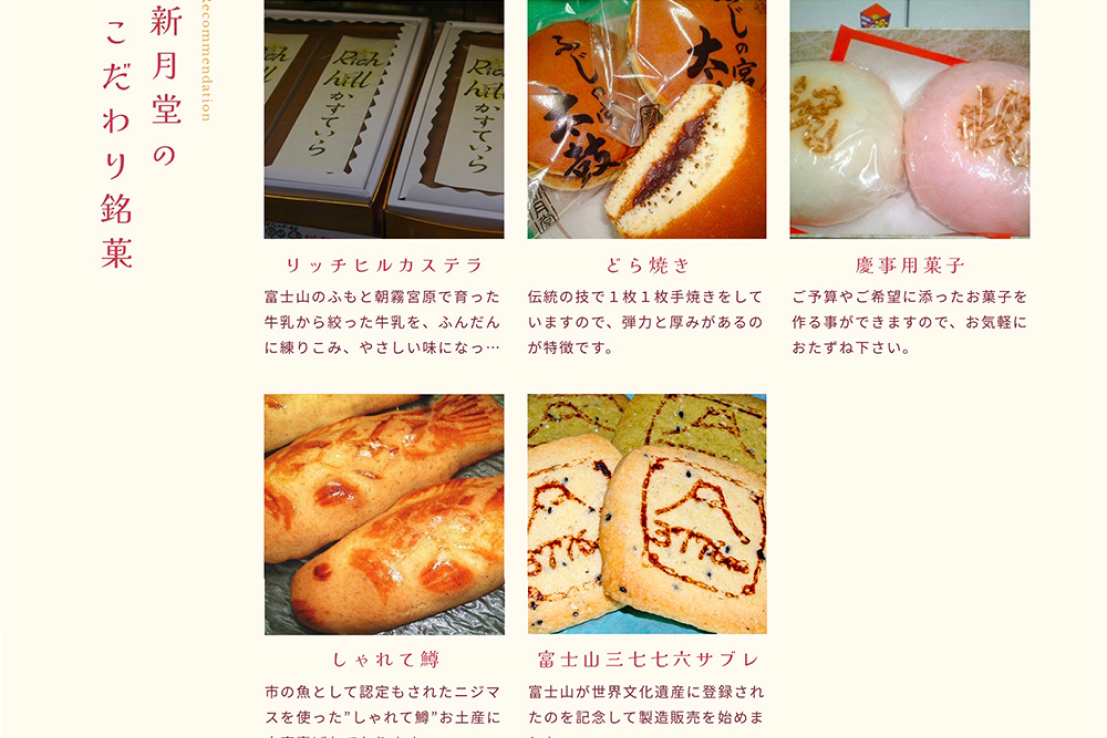 Recommendation
新月堂の
こだわり銘菓
Rich
hill
かすていら
Rich
hill
かすていら
ふじの宮
太鼓
リッチヒルカステラ
富士山のふもと朝霧宮原で育った
牛乳から絞った牛乳を、ふんだん
に練りこみ、やさしい味になっ…
どら焼き
伝統の技で１枚１枚手焼きをして
いますので、弾力と厚みがあるの
が特徴です。
慶事用菓子
ご予算やご希望に添ったお菓子を
作る事ができますので、お気軽に
おたずね下さい。
3776m
しゃれて鱒
市の魚として認定もされたニジマ
スを使った”しゃれて鱒”お土産に
富士山三七七六サブレ
富士山が世界文化遺産に登録され
たのを記念して製造販売を始めま